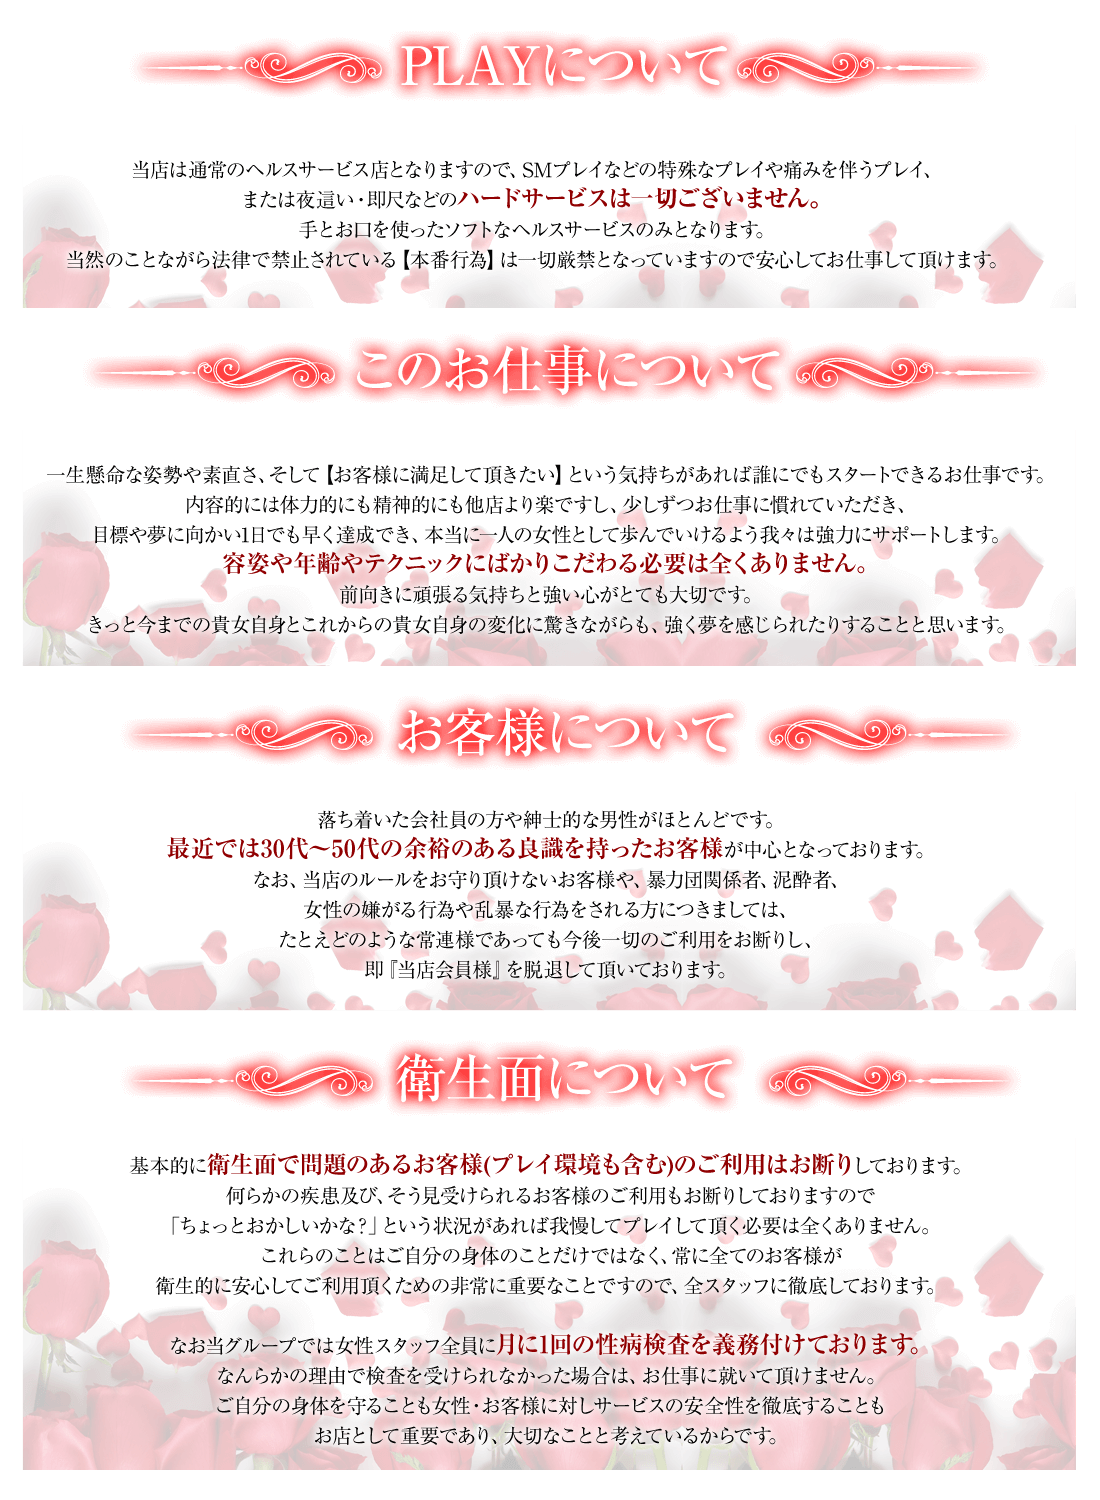 PLAYについて
当店は通常のヘルスサービス店となりますので、SMプレイなどの特殊なプレイや痛みを伴うプレイ、
または夜這い・即尺などのハードサービスは一切ございません。
手とお口を使ったソフトなヘルスサービスのみとなります。
当然のことながら法律で禁止されている【本番行為】は一切厳禁となっていますので安心してお仕事して頂けます。
このお仕事について
一生懸命な姿勢や素直さ、そして【お客様に満足して頂きたい】という気持ちがあれば誰にでもスタートできるお仕事です。
内容的には体力的にも精神的にも他店より楽ですし、少しずつお仕事に慣れていただき、
目標や夢に向かい1日でも早く達成でき、本当に一人の女性として歩んでいけるよう我々は強力にサポートします。
容姿や年齢やテクニックにばかりこだわる必要は全くありません。
前向きに頑張る気持ちと強い心がとても大切です。
きっと今までの貴女自身とこれからの貴女自身の変化に驚きながらも、強く夢を感じられたりすることと思います。
お客様について
落ち着いた会社員の方や紳士的な男性がほとんどです。
最近では30代〜50代の余裕のある良識を持ったお客様が中心となっております。
なお、当店のルールをお守り頂けないお客様や、暴力団関係者、泥酔者、
女性の嫌がる行為や乱暴な行為をされる方につきましては、
たとえどのような常連様であっても今後一切のご利用をお断りし、
即『当店会員様』を脱退して頂いております。
衛生面について
基本的に衛生面で問題のあるお客様(プレイ環境も含む)のご利用はお断りしております。
何らかの疾患及び、そう見受けられるお客様のご利用もお断りしておりますので
「ちょっとおかしいかな?」という状況があれば我慢してプレイして頂く必要は全くありません。
これらのことはご自分の身体のことだけではなく、常に全てのお客様が
衛生的に安心してご利用頂くための非常に重要なことですので、全スタッフに徹底しております。
なお当グループでは女性スタッフ全員に月に1回の性病検査を義務付けております。
なんらかの理由で検査を受けられなかった場合は、お仕事に就いて頂けません。
ご自分の身体を守ることも女性・お客様に対しサービスの安全性を徹底することも
お店として重要であり、大切なことと考えているからです。